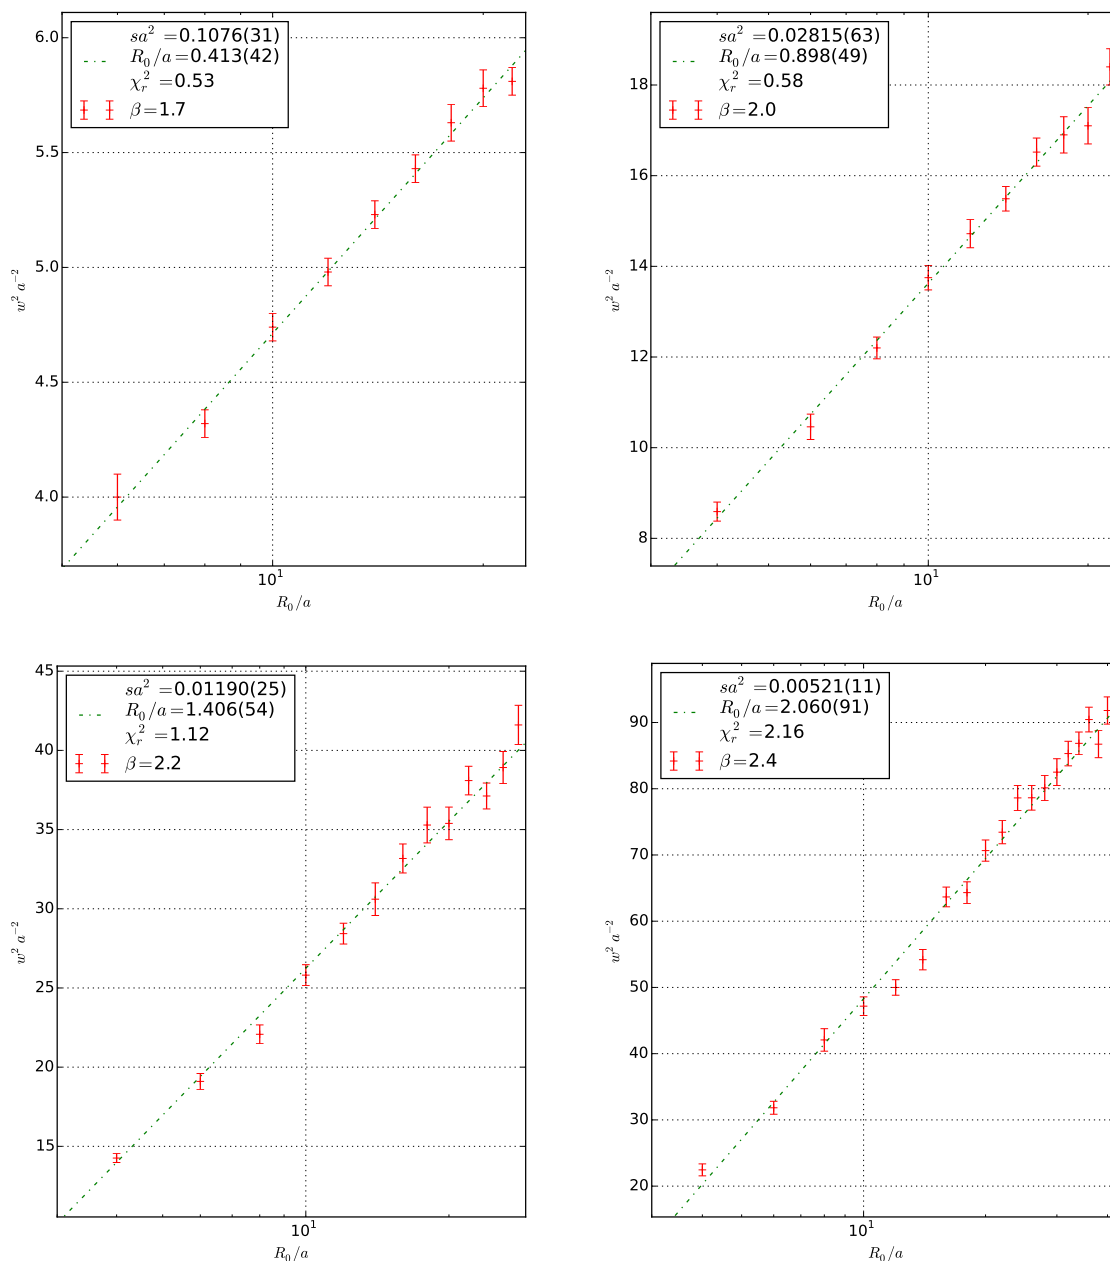 sa² =0.1076(31)
R₀/a=0.413(42)
χᵣ² =0.53
β=1.7
6.0
5.5
5.0
4.5
4.0
w² a⁻²
10¹
R₀/a
sa² =0.02815(63)
R₀/a=0.898(49)
χᵣ² =0.58
β=2.0
18
16
14
12
10
8
w² a⁻²
10¹
R₀/a
sa² =0.01190(25)
R₀/a=1.406(54)
χᵣ² =1.12
β=2.2
45
40
35
30
25
20
15
w² a⁻²
10¹
R₀/a
sa² =0.00521(11)
R₀/a=2.060(91)
χᵣ² =2.16
β=2.4
90
80
70
60
50
40
30
20
w² a⁻²
10¹
R₀/a